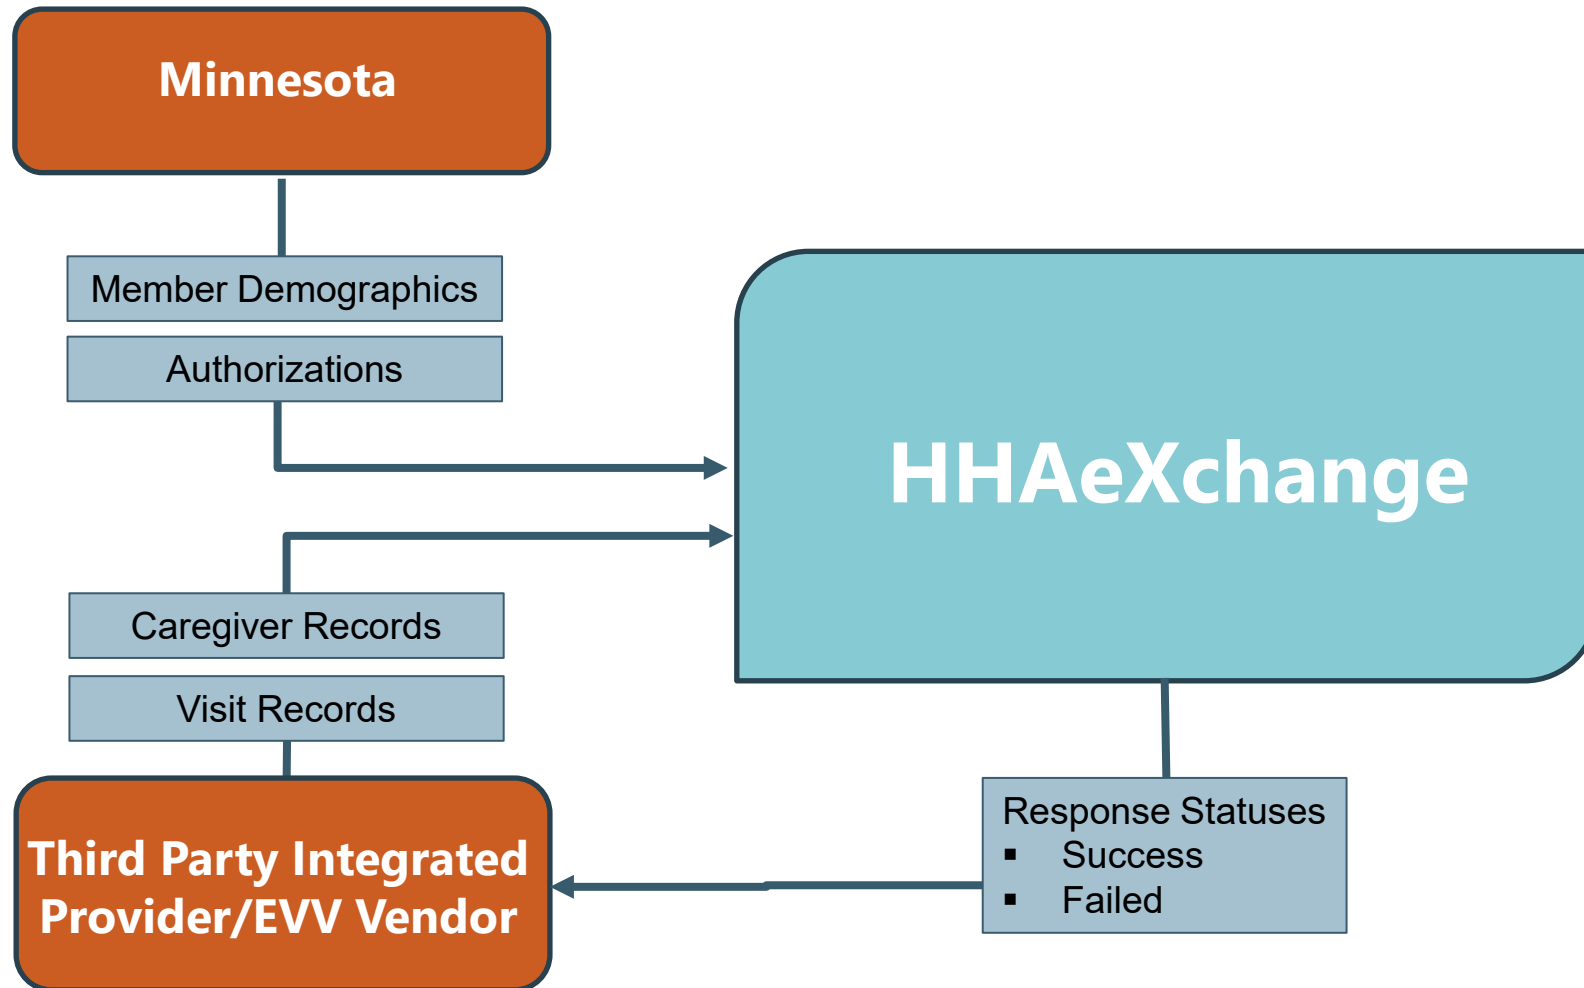 Minnesota
Member Demographics
Authorizations
HHAeXchange
Caregiver Records
Visit Records
Third Party Integrated
Provider/EVV Vendor
Response Statuses
▪ Success
▪ Failed